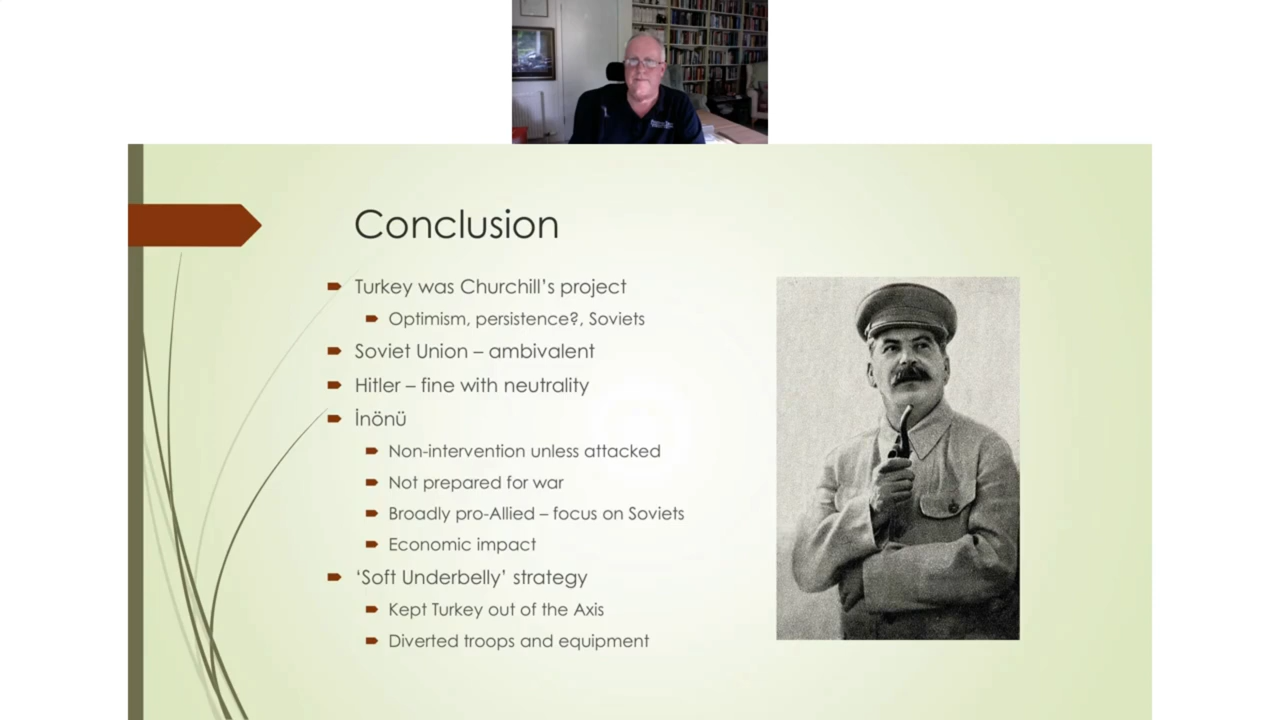 Conclusion
Turkey was Churchill's project
Optimism, persistence?, Soviets
Soviet Union – ambivalent
Hitler – fine with neutrality
İnönü
Non-intervention unless attacked
Not prepared for war
Broadly pro-Allied – focus on Soviets
Economic impact
‘Soft Underbelly’ strategy
Kept Turkey out of the Axis
Diverted troops and equipment